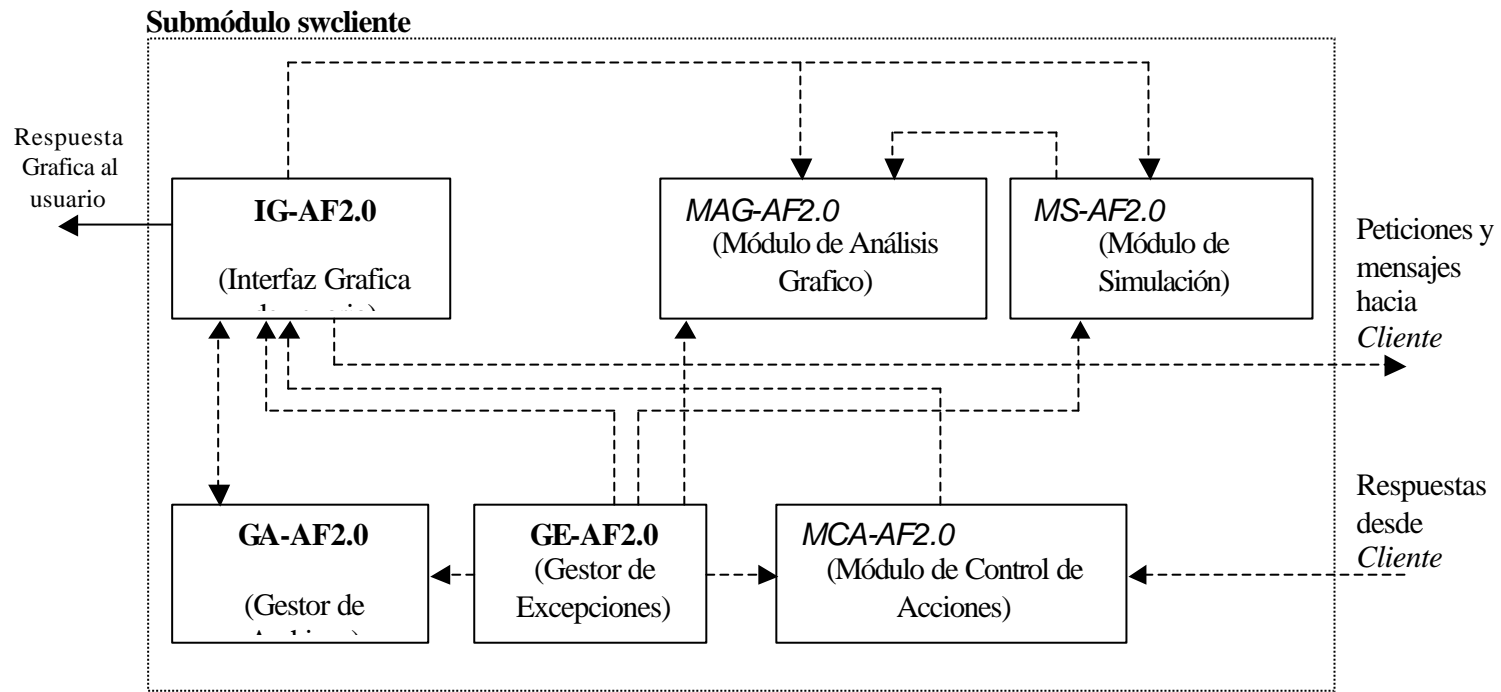 Submódulo swcliente
Respuesta
Grafica al
usuario
IG-AF2.0
(Interfaz Grafica
MAG-AF2.0
(Módulo de Análisis
Grafico)
MS-AF2.0
(Módulo de
Simulación)
Peticiones y
mensajes
hacia
Cliente
GA-AF2.0
(Gestor de
GE-AF2.0
(Gestor de
Excepciones)
MCA-AF2.0
(Módulo de Control de
Acciones)
Respuestas
desde
Cliente